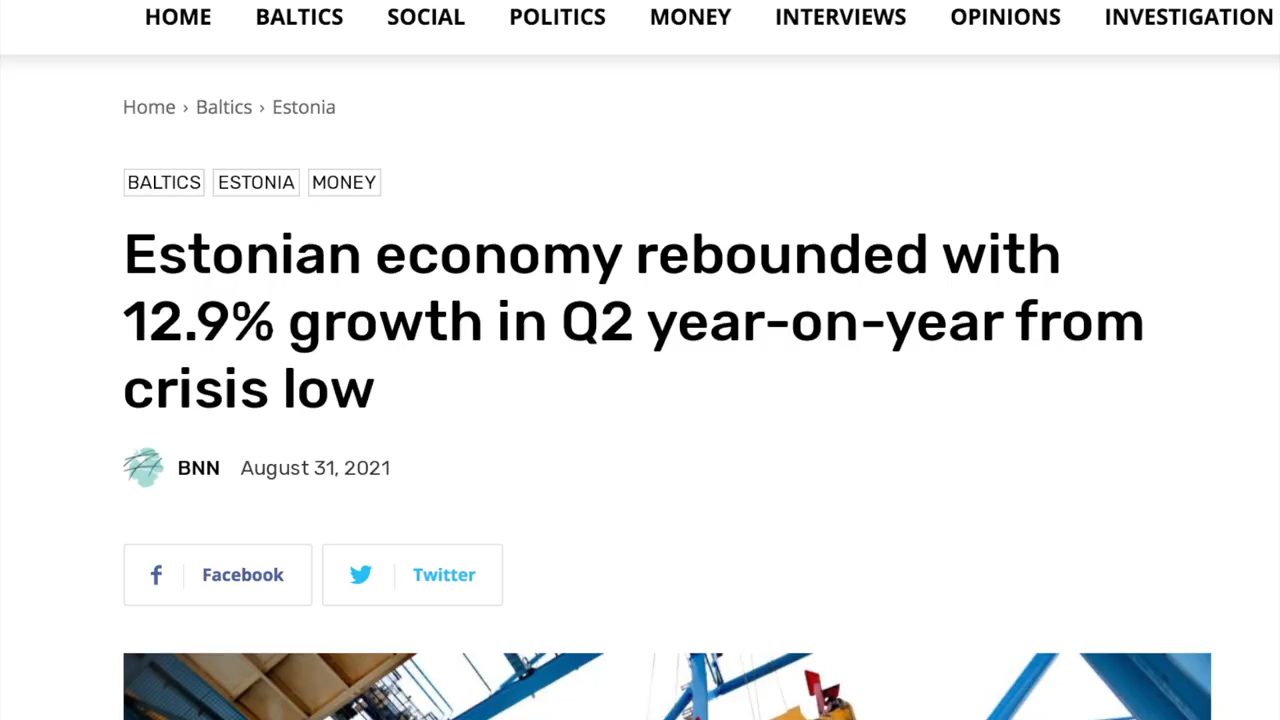 HOME BALTICS SOCIAL POLITICS MONEY INTERVIEWS OPINIONS INVESTIGATION
Home › Baltics › Estonia
BALTICS ESTONIA MONEY
Estonian economy rebounded with
12.9% growth in Q2 year-on-year from
crisis low
BNN August 31, 2021
Facebook Twitter